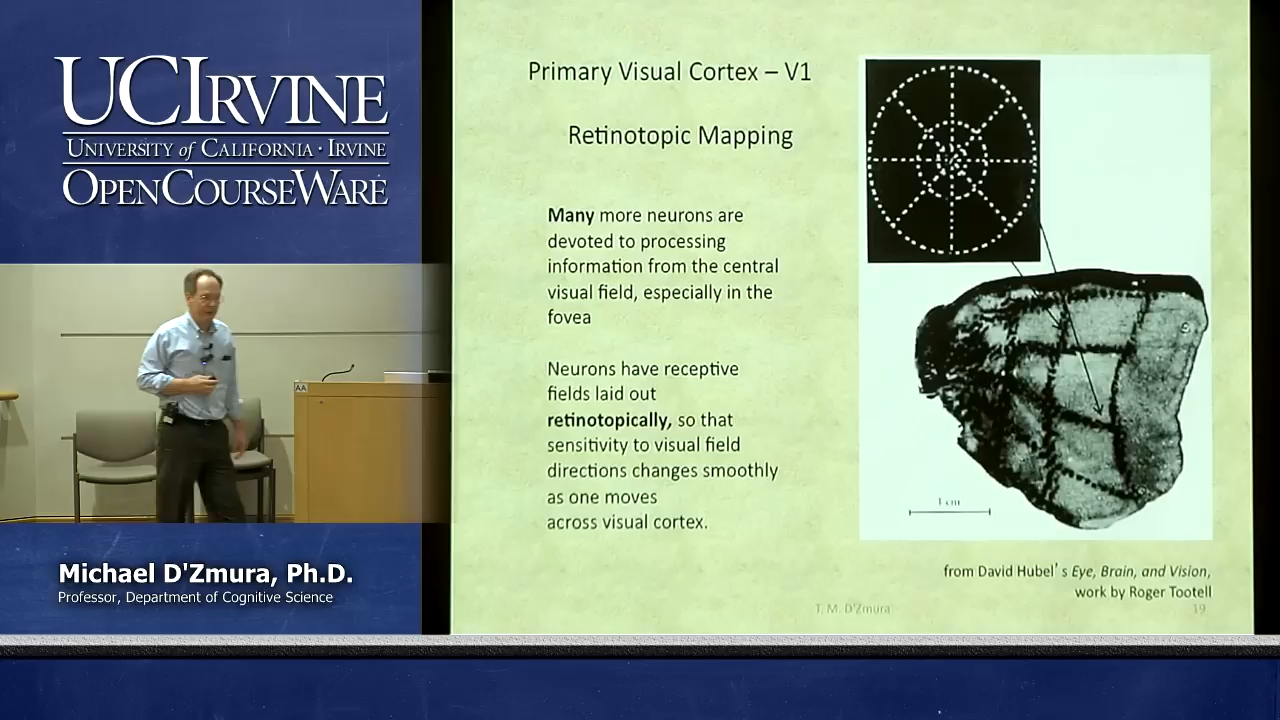 UCIRVINE
UNIVERSITY of CALIFORNIA · IRVINE
OPENCOURSEWARE
AA
Michael D'Zmura, Ph.D.
Professor, Department of Cognitive Science
Primary Visual Cortex – V1
Retinotopic Mapping
Many more neurons are
devoted to processing
information from the central
visual field, especially in the
fovea
Neurons have receptive
fields laid out
retinotopically, so that
sensitivity to visual field
directions changes smoothly
as one moves
across visual cortex.
1 cm
from David Hubel's Eye, Brain, and Vision,
work by Roger Tootell
T. M. D'Zmura
19